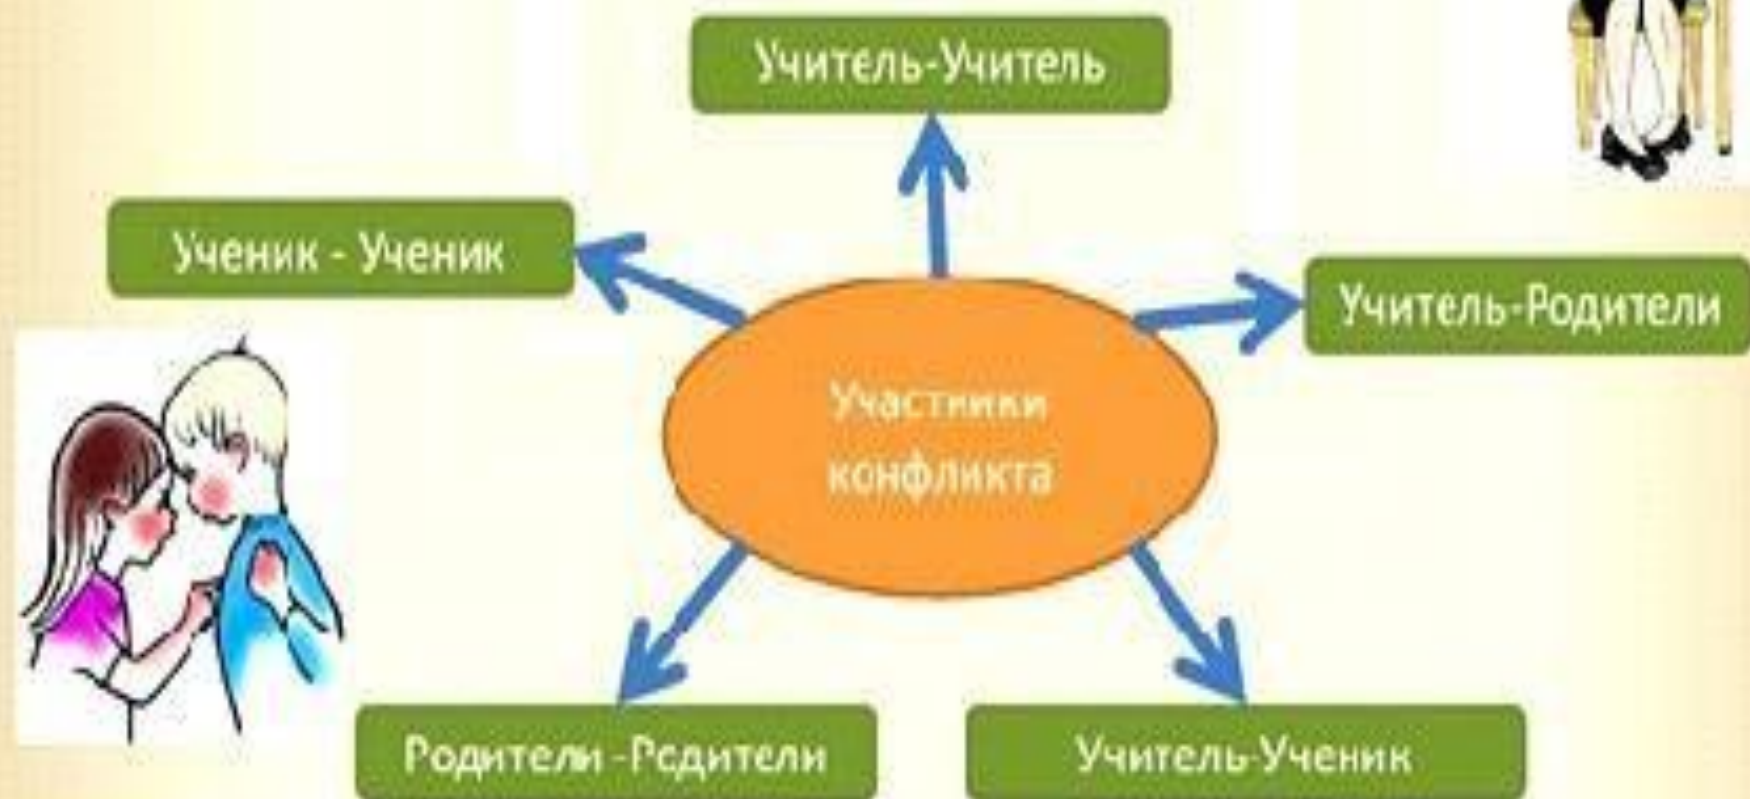 Учитель-Учитель
Ученик - Ученик
Учитель-Родители
Участники
конфликта
Родители -Родители
Учитель-Ученик